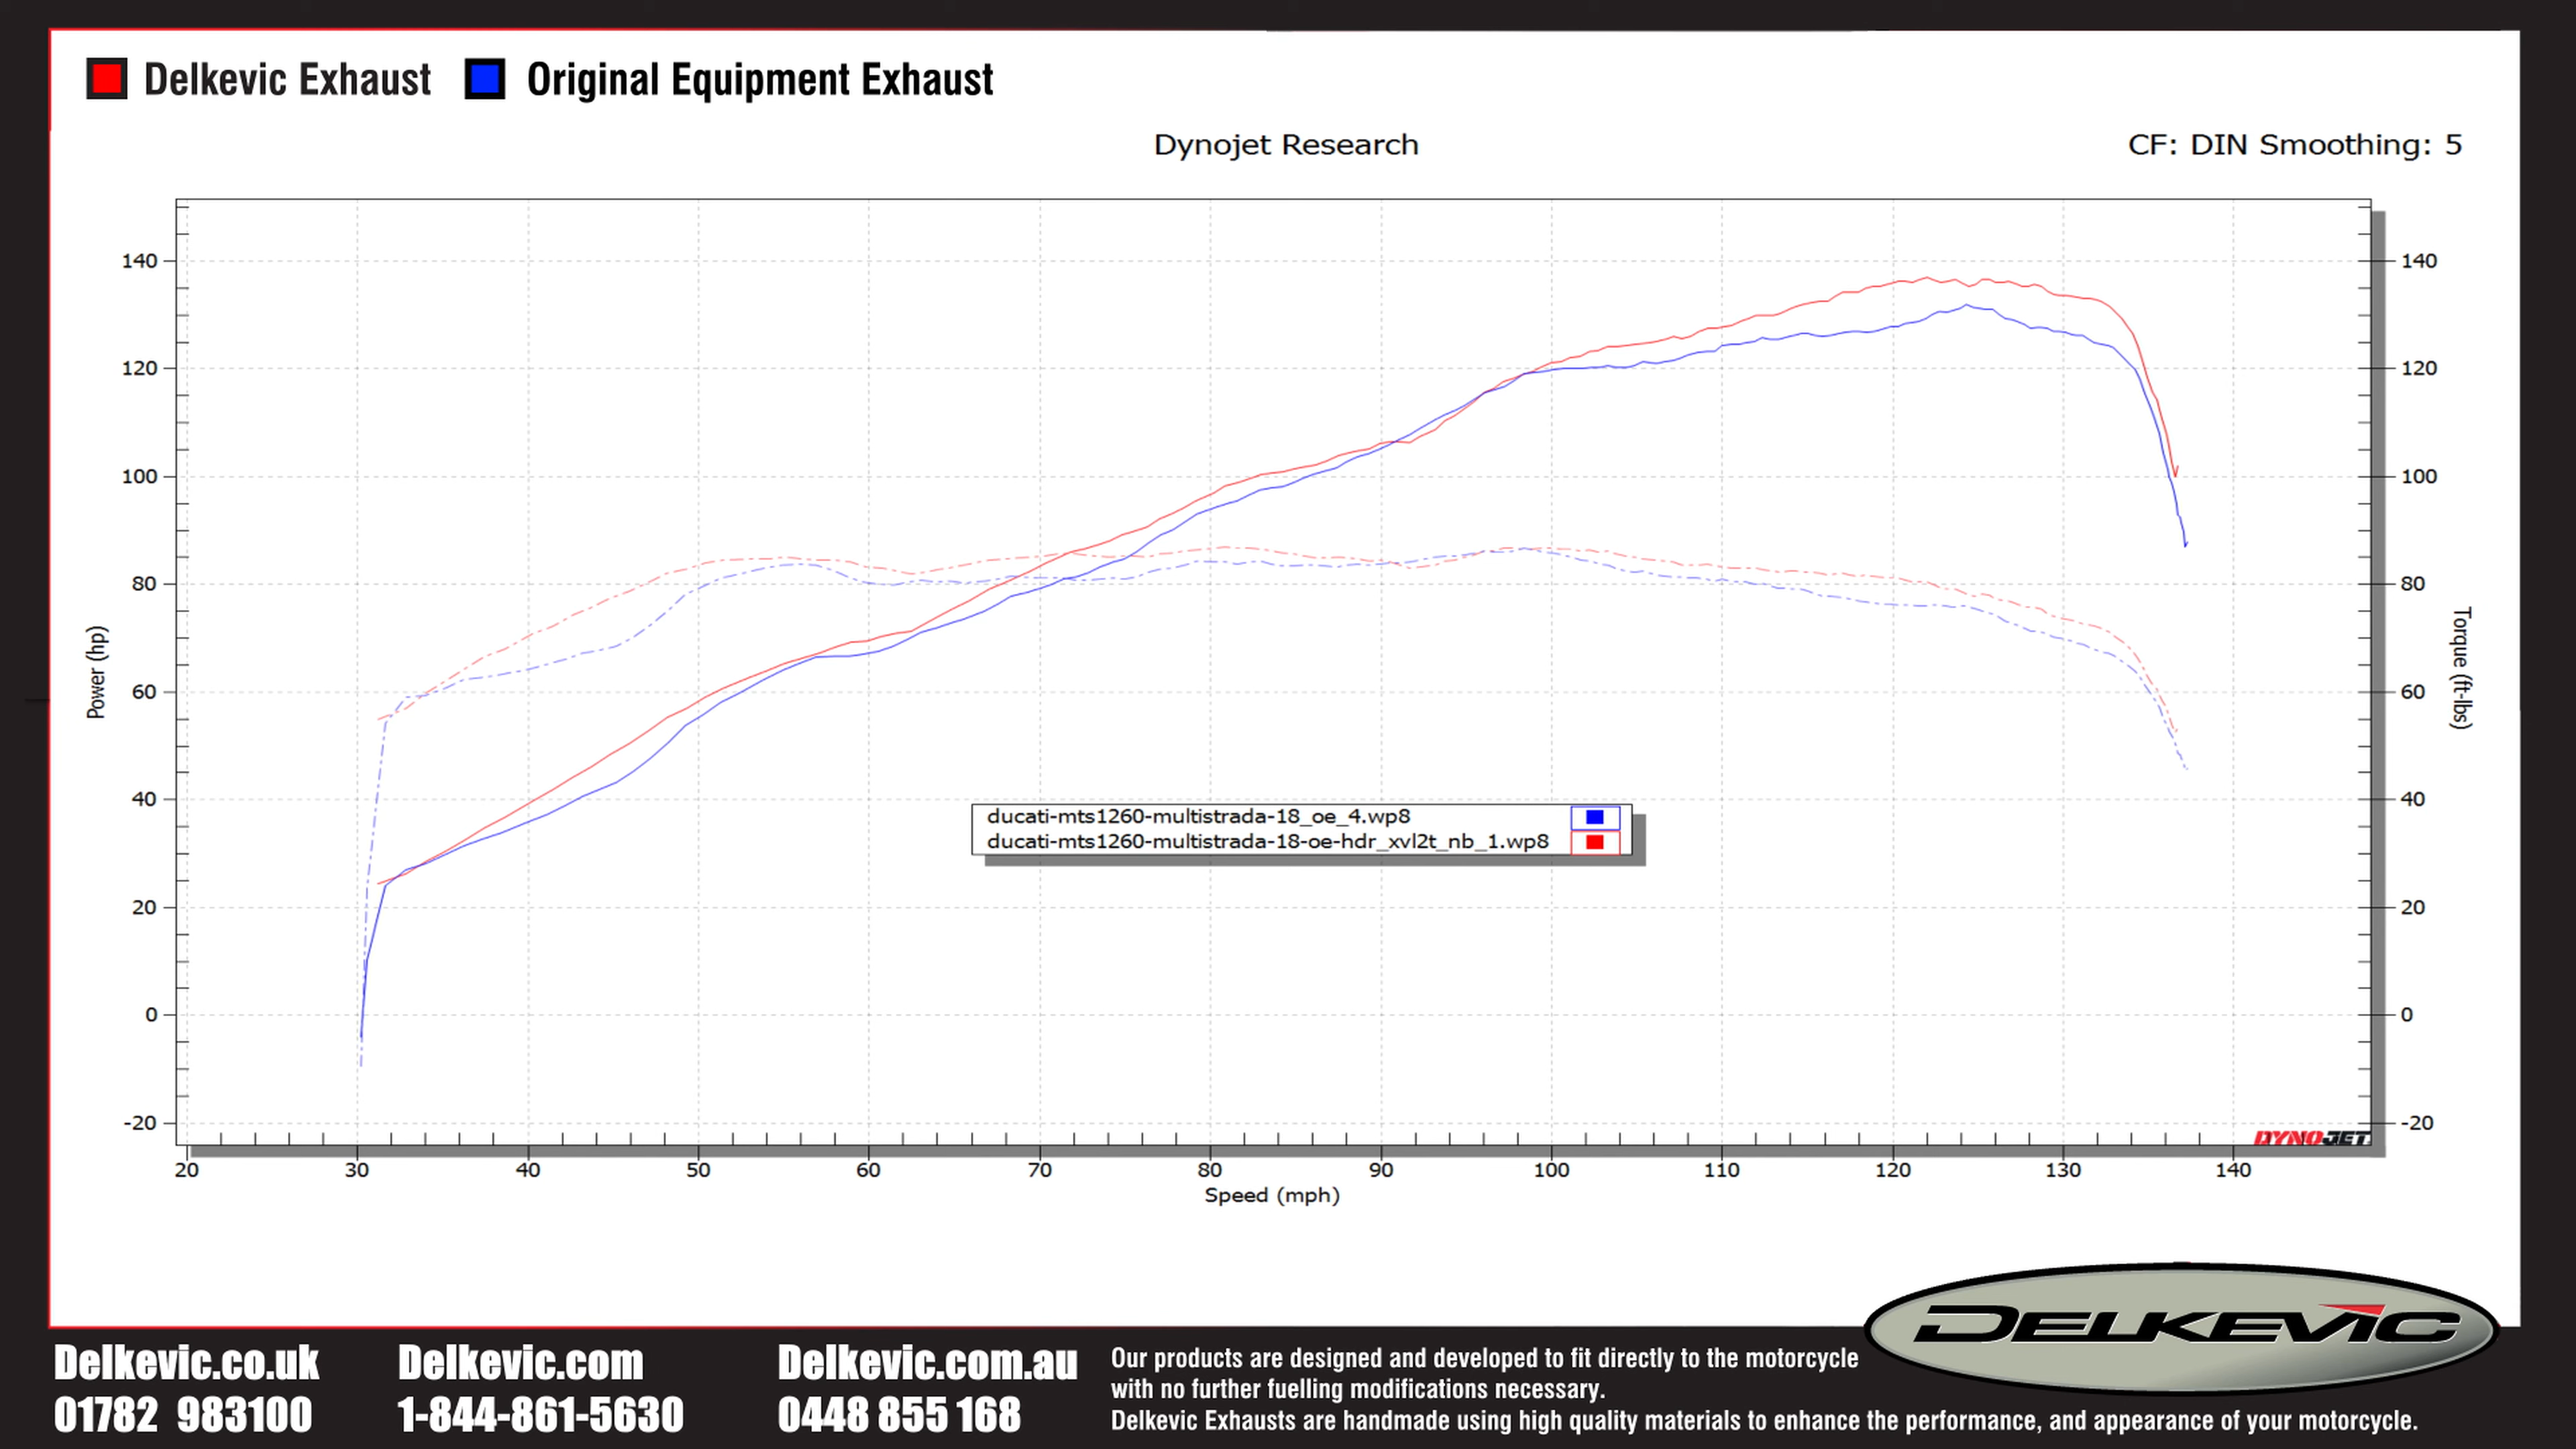 Delkevic Exhaust Original Equipment Exhaust
Dynojet Research
CF: DIN Smoothing: 5
140
120
100
80
60
40
20
0
-20
Power (hp)
140
120
100
80
60
40
20
0
-20
Torque (ft-lbs)
ducati-mts1260-multistrada-18_oe_4.wp8
ducati-mts1260-multistrada-18-oe-hdr_xvl2t_nb_1.wp8
DYNOJET
20 30 40 50 60 70 80 90 100 110 120 130 140
Speed (mph)
DELKEVIC
Delkevic.co.uk
01782 983100
Delkevic.com
1-844-861-5630
Delkevic.com.au
0448 855 168
Our products are designed and developed to fit directly to the motorcycle
with no further fuelling modifications necessary.
Delkevic Exhausts are handmade using high quality materials to enhance the performance, and appearance of your motorcycle.